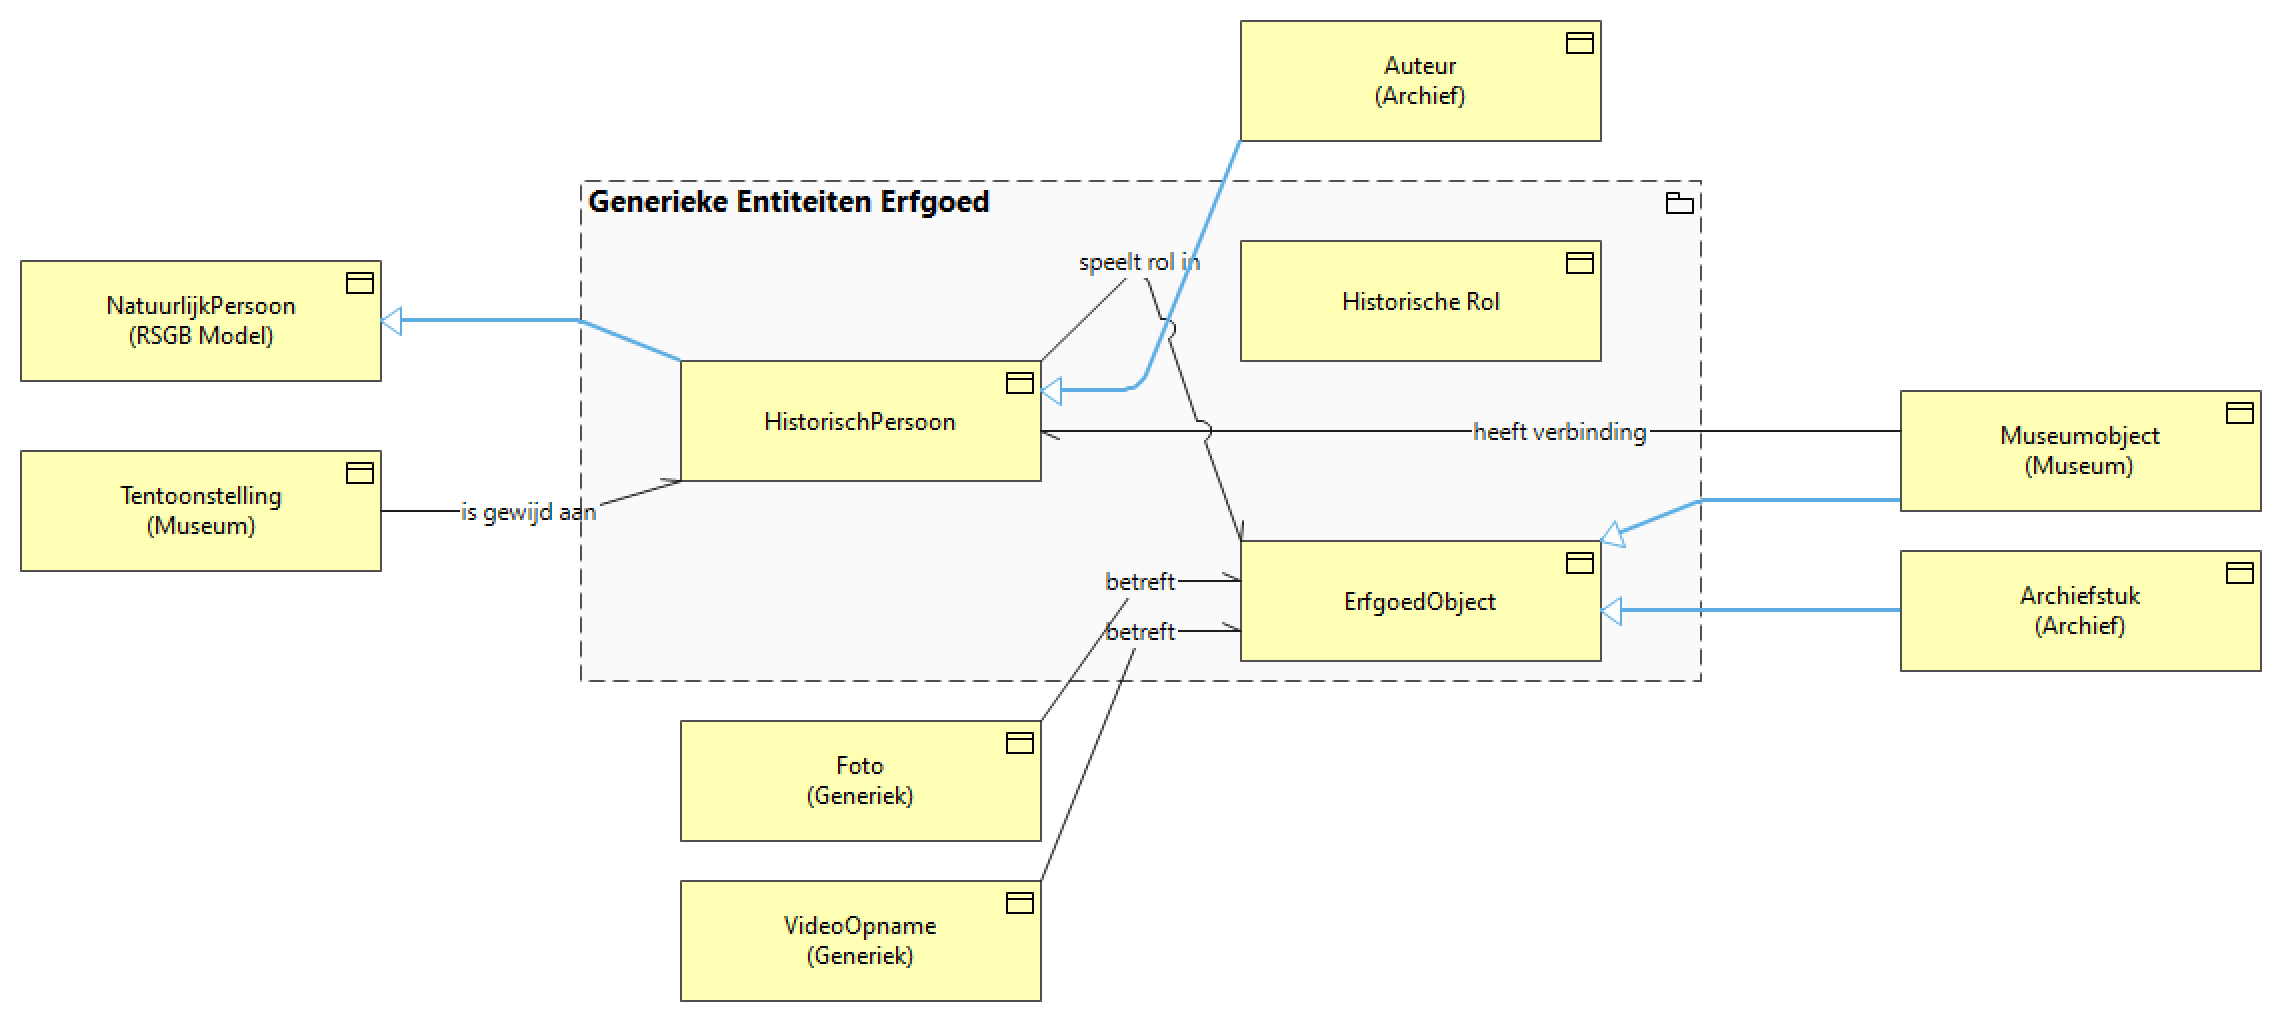 Auteur
(Archief)
Generieke Entiteiten Erfgoed
speelt rol in
Historische Rol
NatuurlijkPersoon
(RSGB Model)
HistorischPersoon
heeft verbinding
Museumobject
(Museum)
Tentoonstelling
(Museum)
is gewijd aan
betreft
betreft
ErfgoedObject
Archiefstuk
(Archief)
Foto
(Generiek)
VideoOpname
(Generiek)